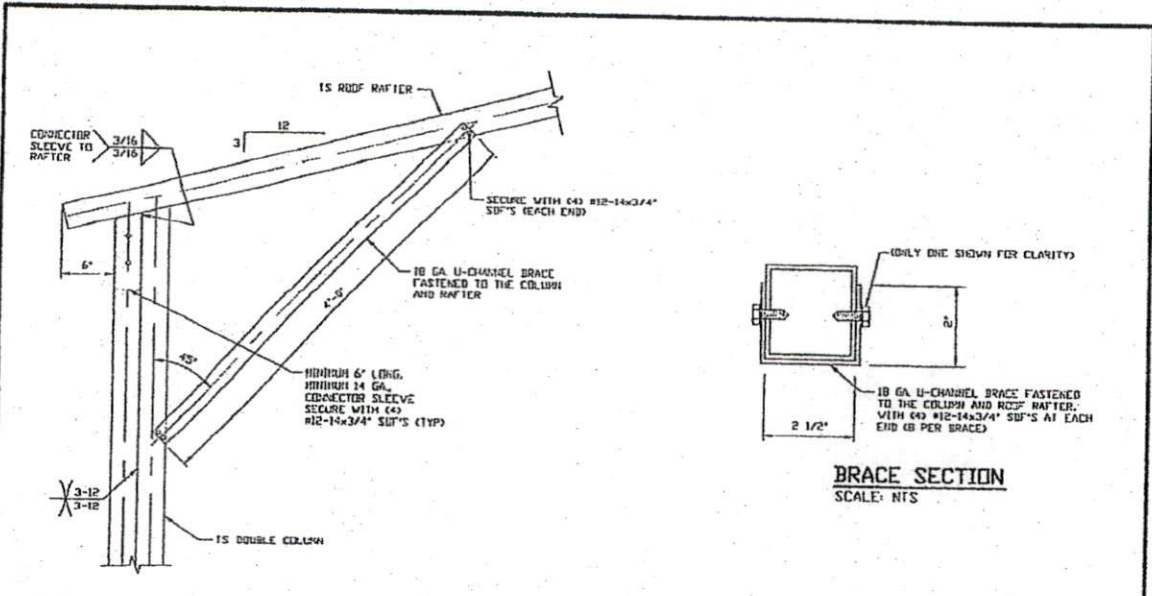 TS ROOF RAFTER
12
3
CONNECTOR
SLEEVE TO
RAFTER
3/16
3/16
SECURE WITH (4) #12-14x3/4"
SDF'S (EACH END)
6"
18 GA. U-CHANNEL BRACE
FASTENED TO THE COLUMN
AND RAFTER
45°
MINIMUM 6" LONG,
MINIMUM 14 GA.,
CONNECTOR SLEEVE
SECURE WITH (4)
#12-14x3/4" SDF'S (TYP)
3-12
3-12
TS DOUBLE COLUMN
(ONLY ONE SHOWN FOR CLARITY)
2"
18 GA. U-CHANNEL BRACE FASTENED
TO THE COLUMN AND ROOF RAFTER.
WITH (4) #12-14x3/4" SDF'S AT EACH
END (8 PER BRACE)
2 1/2"
BRACE SECTION
SCALE: NTS